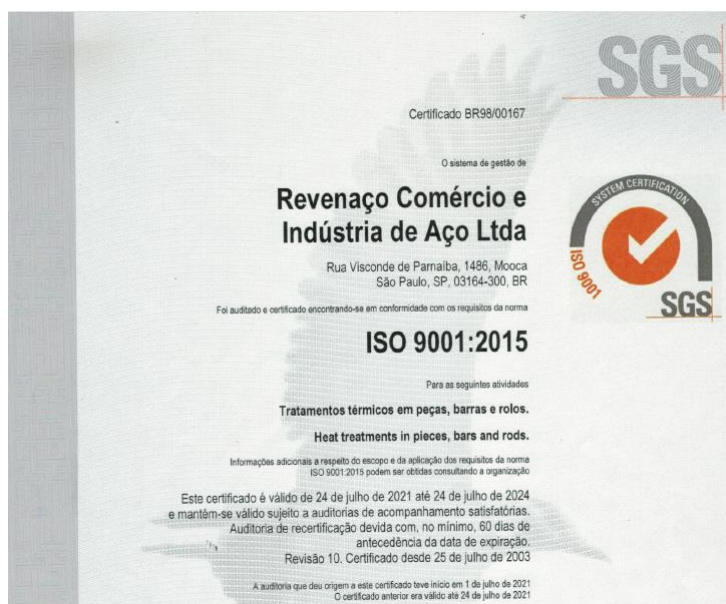 SGS
Certificado BR98/00167
O sistema de gestão de
Revenaço Comércio e
Indústria de Aço Ltda
Rua Visconde de Parnaíba, 1486, Mooca
São Paulo, SP, 03164-300, BR
Foi auditado e certificado encontrando-se em conformidade com os requisitos da norma
ISO 9001:2015
Para as seguintes atividades
Tratamentos térmicos em peças, barras e rolos.
Heat treatments in pieces, bars and rods.
Informações adicionais a respeito do escopo e da aplicação dos requisitos da norma
ISO 9001:2015 podem ser obtidas consultando a organização
Este certificado é válido de 24 de julho de 2021 até 24 de julho de 2024
e mantém-se válido sujeito a auditorias de acompanhamento satisfatórias.
Auditoria de recertificação devida com, no mínimo, 60 dias de
antecedência da data de expiração.
Revisão 10. Certificado desde 25 de julho de 2003
A auditoria que deu origem a este certificado teve início em 1 de julho de 2021
O certificado anterior era válido até 24 de julho de 2021
SYSTEM CERTIFICATION
ISO 9001
SGS